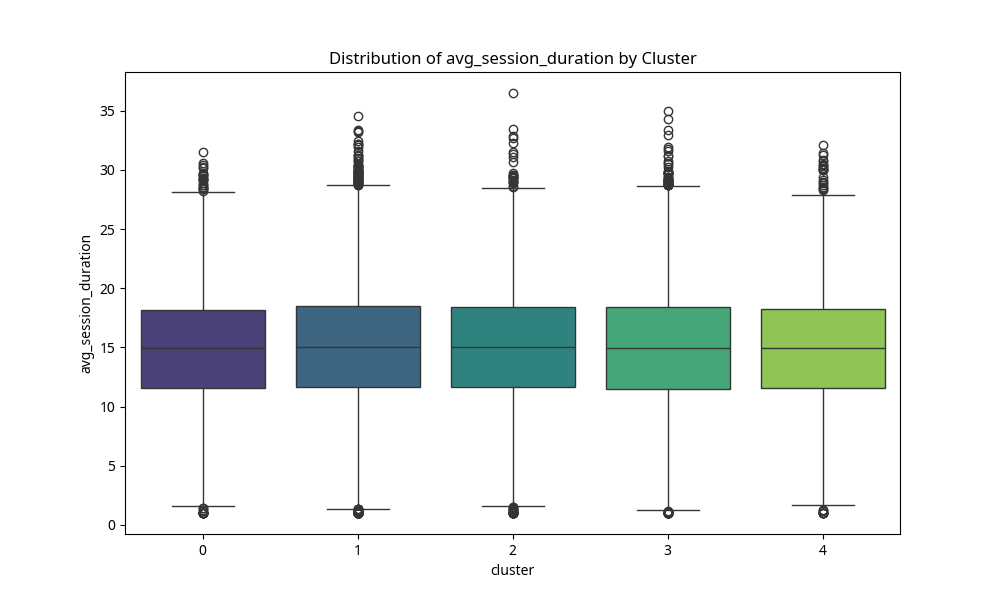 Distribution of avg_session_duration by Cluster
avg_session_duration
35
30
25
20
15
10
5
0
0 1 2 3 4
cluster